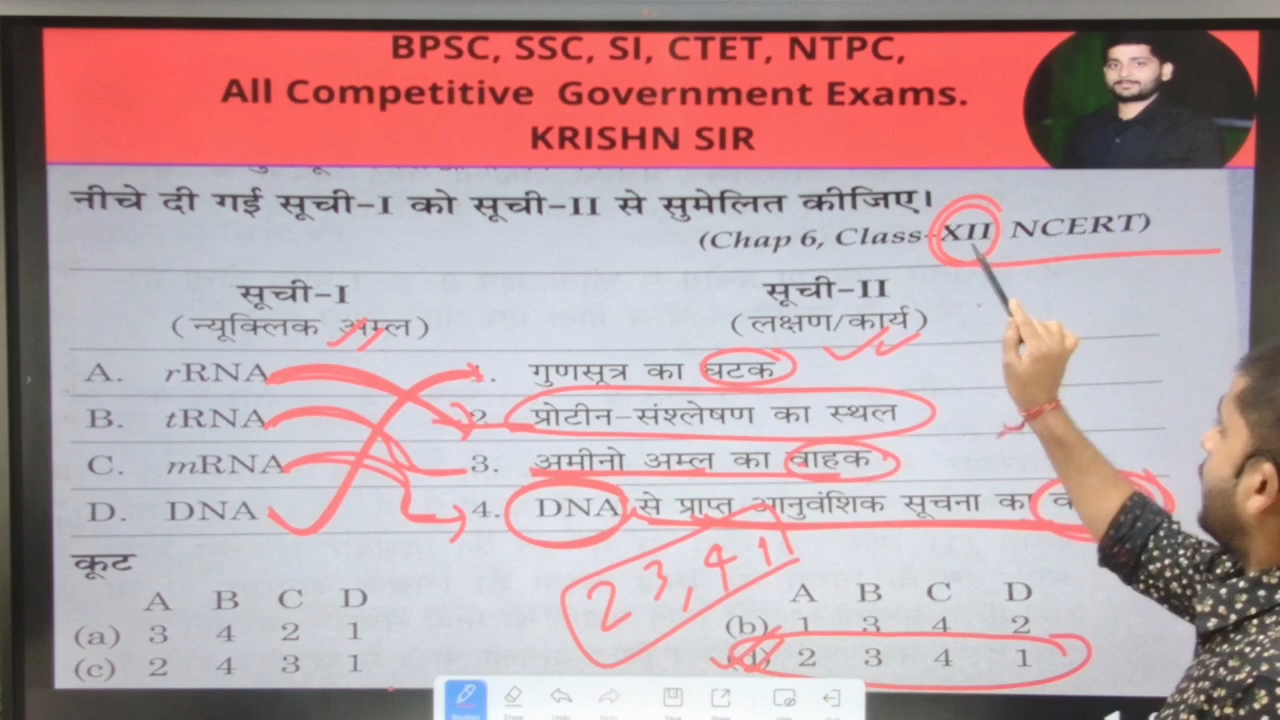 BPSC, SSC, SI, CTET, NTPC,
All Competitive Government Exams.
KRISHN SIR
नीचे दी गई सूची-I को सूची-II से सुमेलित कीजिए।
(Chap 6, Class-XII NCERT)
सूची-I सूची-II
(न्यूक्लिक अम्ल) (लक्षण/कार्य)
A. rRNA 1. गुणसूत्र का घटक
B. tRNA 2. प्रोटीन-संश्लेषण का स्थल
C. mRNA 3. अमीनो अम्ल का वाहक
D. DNA 4. DNA से प्राप्त आनुवंशिक सूचना का
2 3, 4 1
कूट
A B C D A B C D
(a) 3 4 2 1 (b) 1 3 4 2
(c) 2 4 3 1 (d) 2 3 4 1